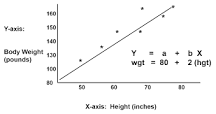 160
Y-axis:
140
Body Weight
(pounds)
120
100
80
Y = a + b X
wgt = 80 + 2 (hgt)
50 60 70 80
X-axis: Height (inches)